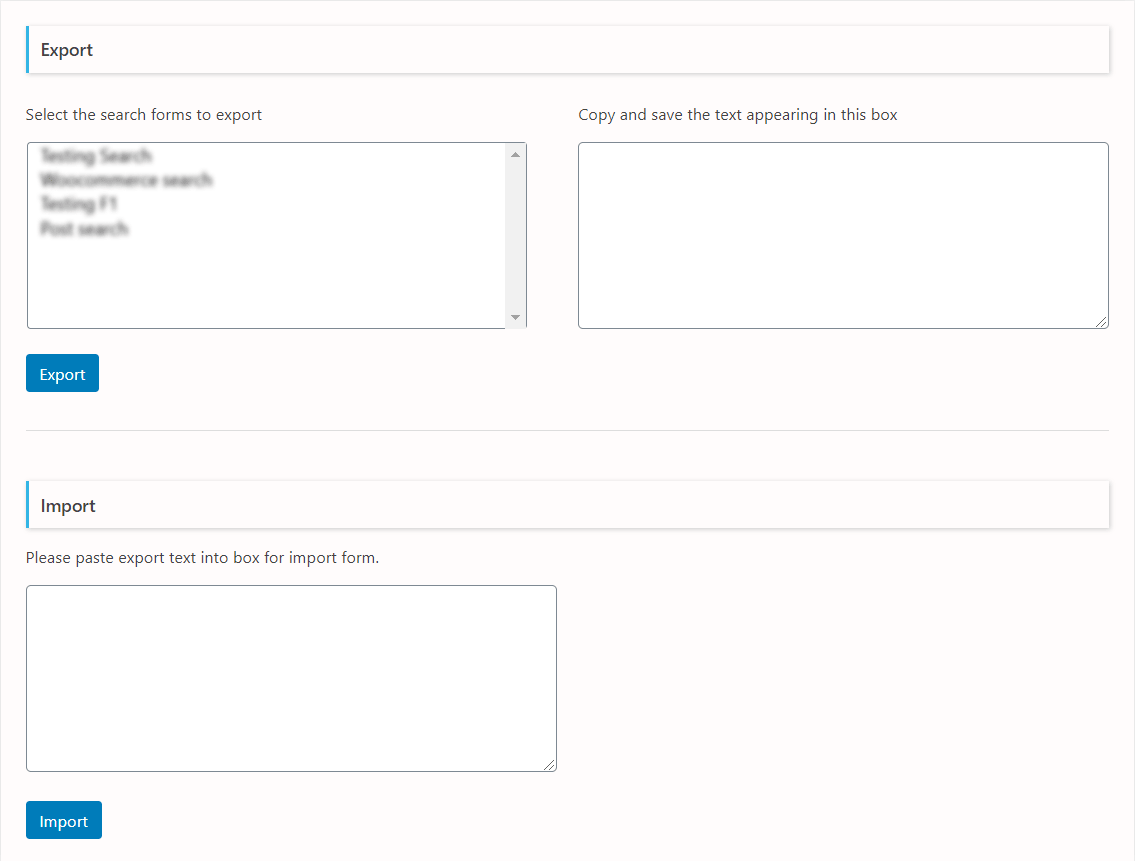 Export
Select the search forms to export
Copy and save the text appearing in this box
Testing Search
Woocommerce search
Testing F1
Post search
Export
Import
Please paste export text into box for import form.
Import